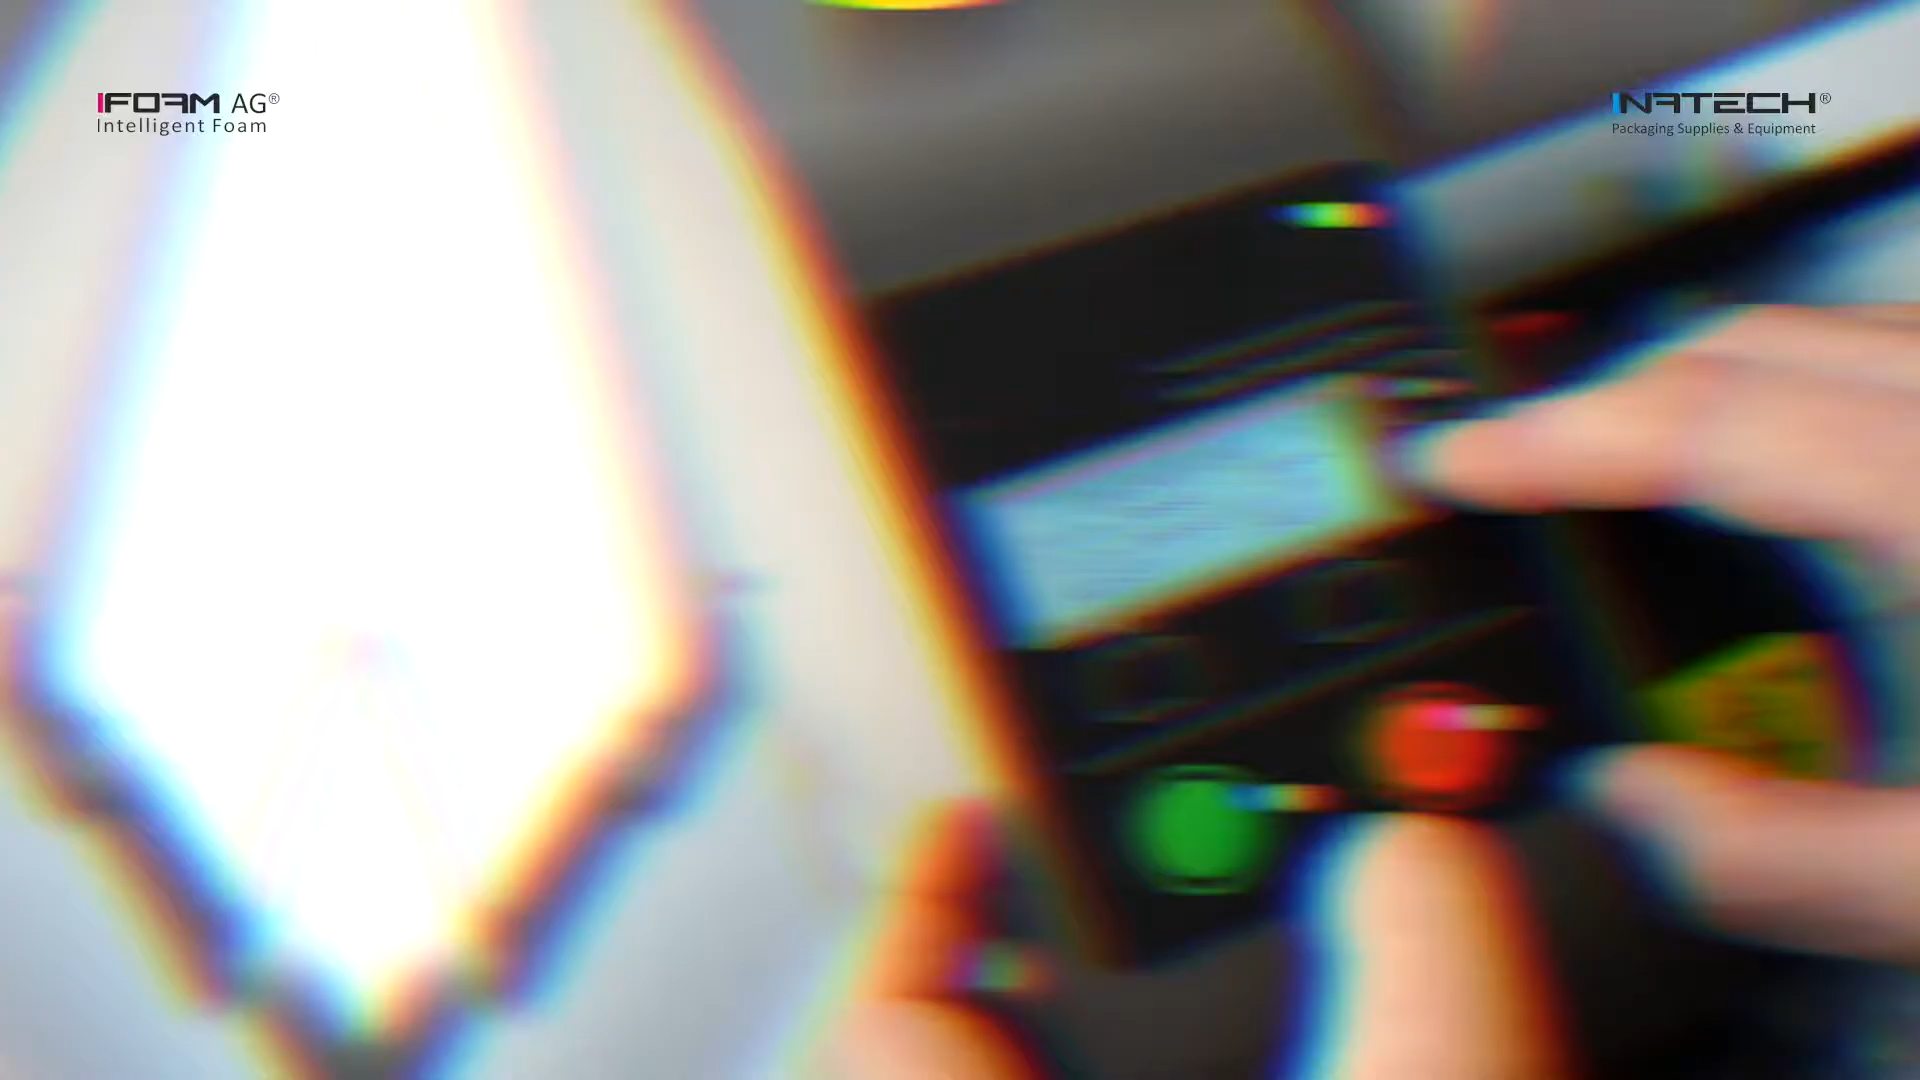 IFOAM AG®
Intelligent Foam
INATECH®
Packaging Supplies & Equipment